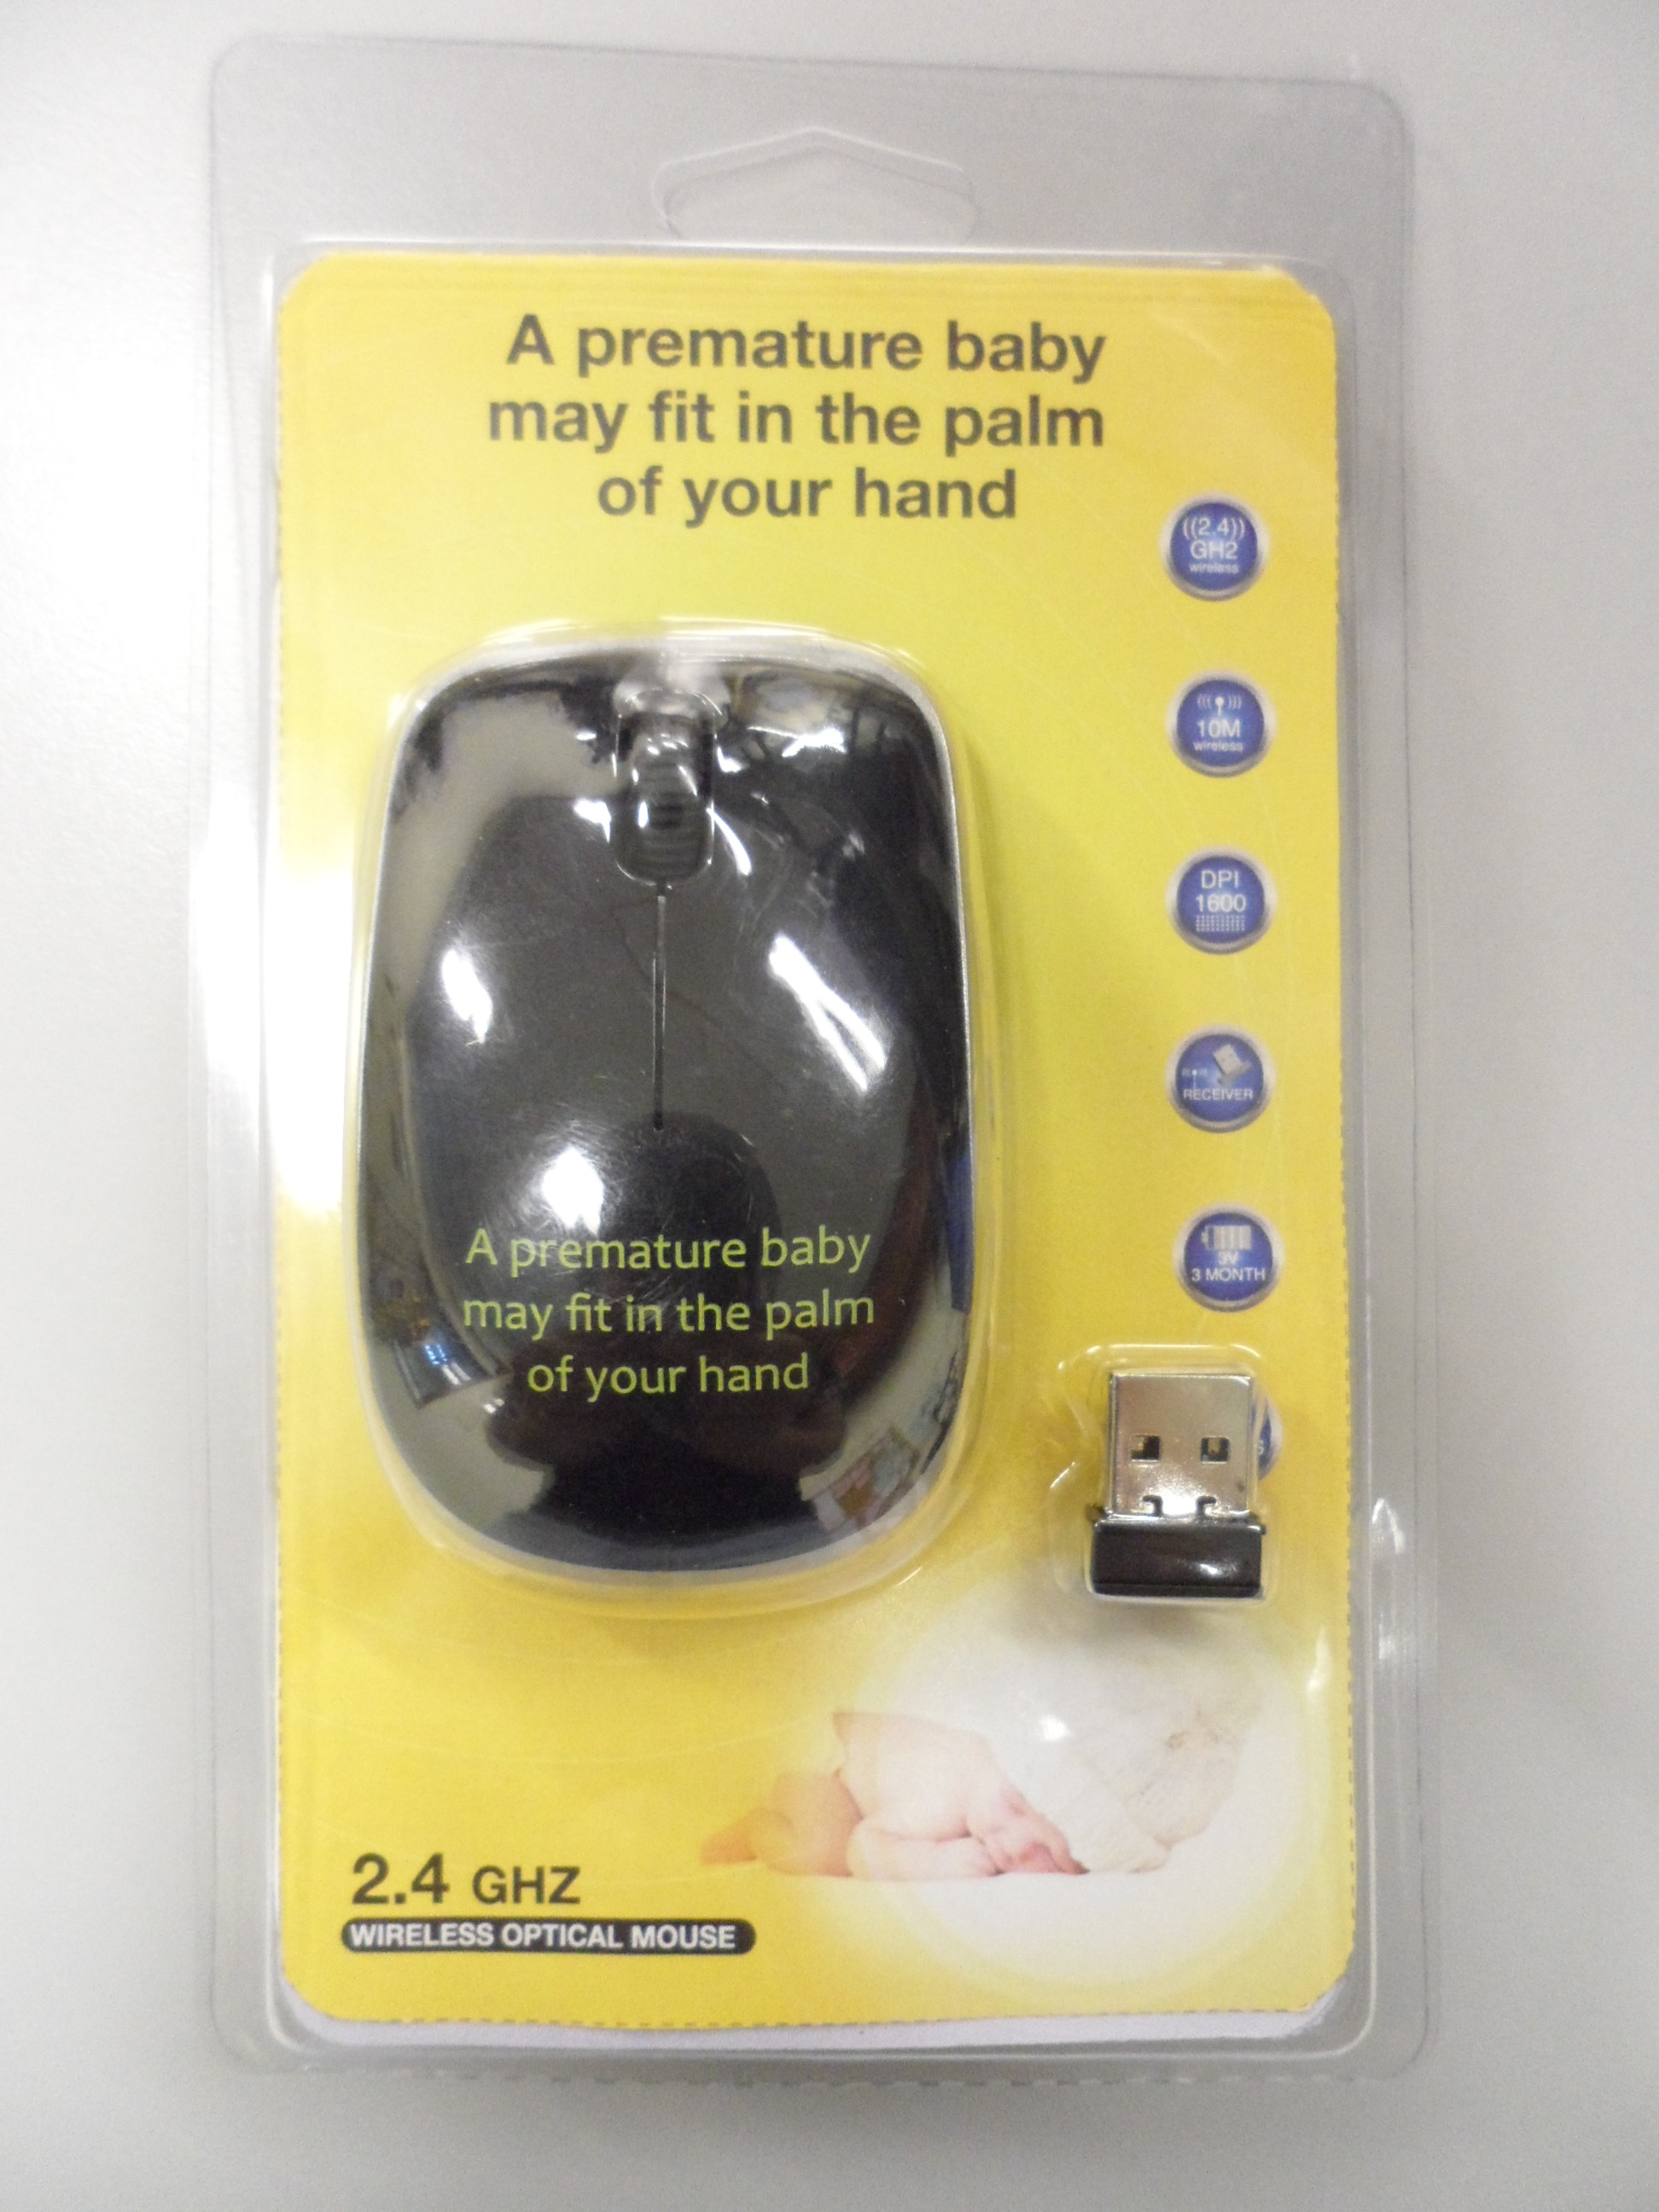 A premature baby
may fit in the palm
of your hand
((2.4))
GH2
wireless
10M
wireless
DPI
1600
RECEIVER
3V
3 MONTH
A premature baby
may fit in the palm
of your hand
2.4 GHZ
WIRELESS OPTICAL MOUSE